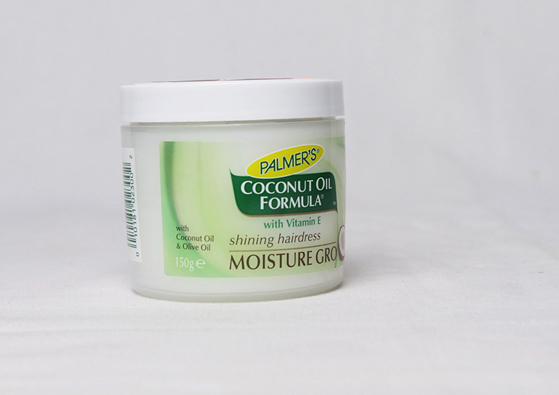 PALMER'S®
COCONUT OIL
FORMULA®
with Vitamin E
shining hairdress
MOISTURE GRO
with
Coconut Oil
& Olive Oil
150g e